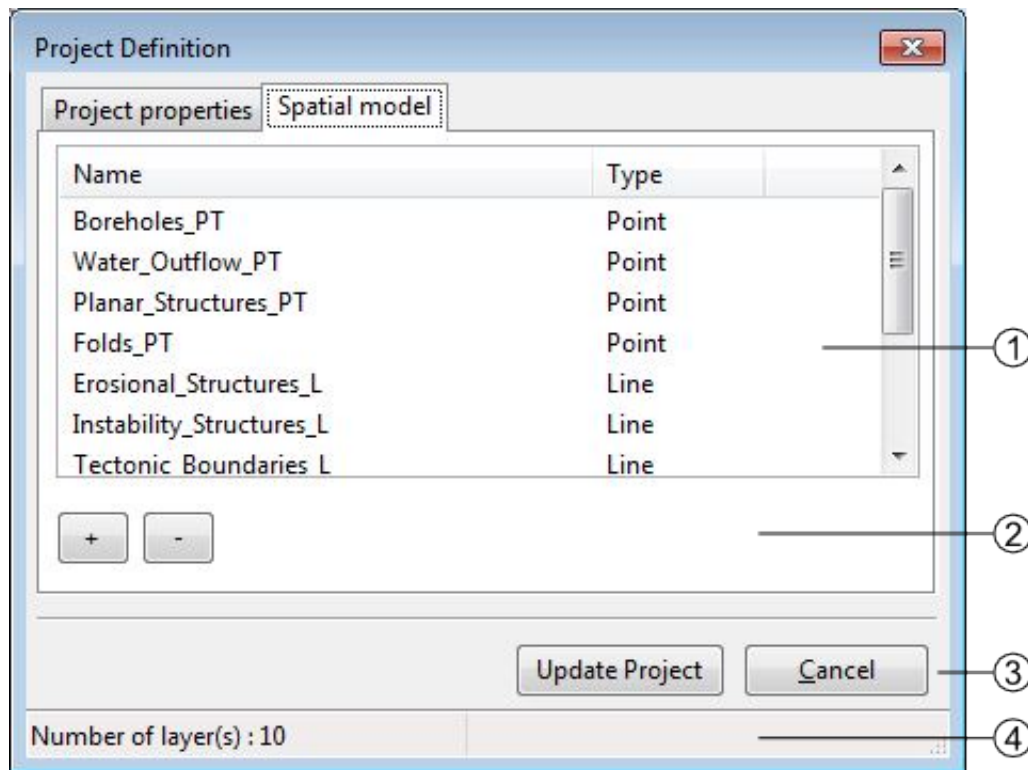 Project Definition
Project properties Spatial model
Name Type
Boreholes_PT Point
Water_Outflow_PT Point
Planar_Structures_PT Point
Folds_PT Point
1
Erosional_Structures_L Line
Instability_Structures_L Line
Tectonic_Boundaries_L Line
+ -
2
Update Project Cancel
3
Number of layer(s) : 10
4